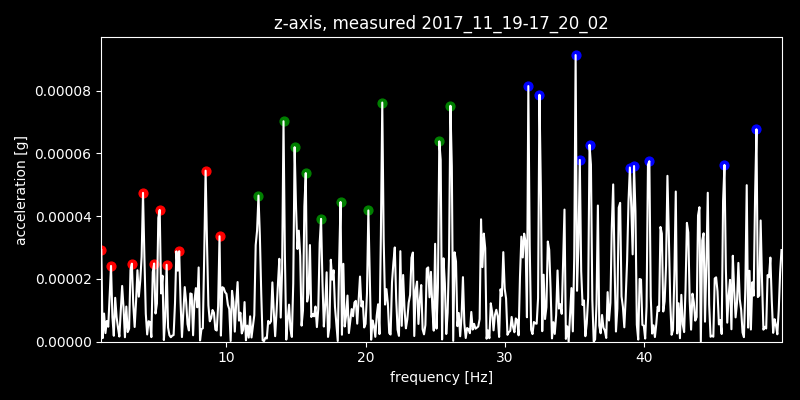 z-axis, measured 2017_11_19-17_20_02
0.00008
0.00006
0.00004
0.00002
0.00000
acceleration [g]
10 20 30 40
frequency [Hz]